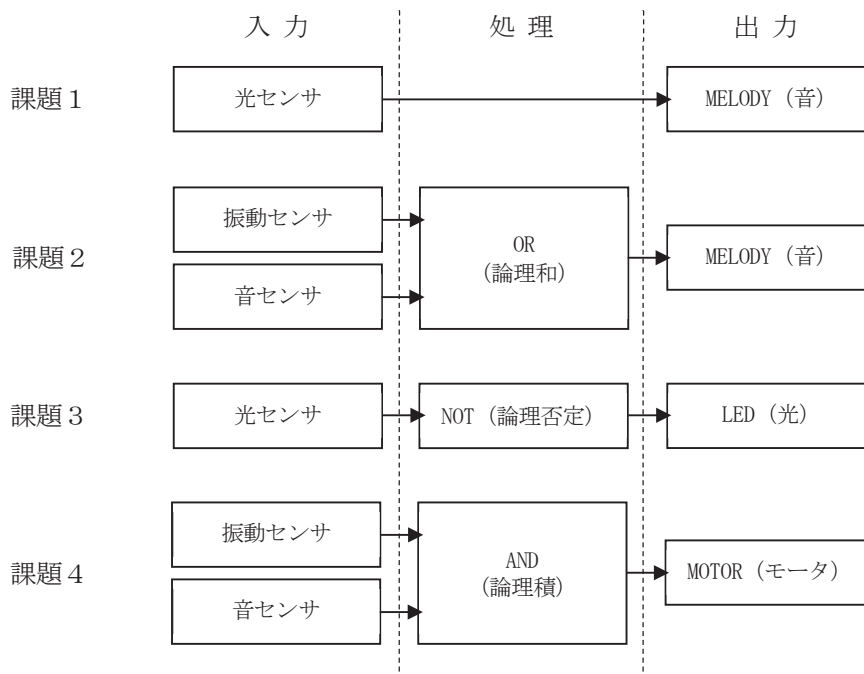 入 力
処 理
出 力
課題１
光センサ
MELODY（音）
課題２
振動センサ
音センサ
OR
(論理和)
MELODY（音）
課題３
光センサ
NOT（論理否定）
LED（光）
課題４
振動センサ
音センサ
AND
(論理積)
MOTOR（モータ）